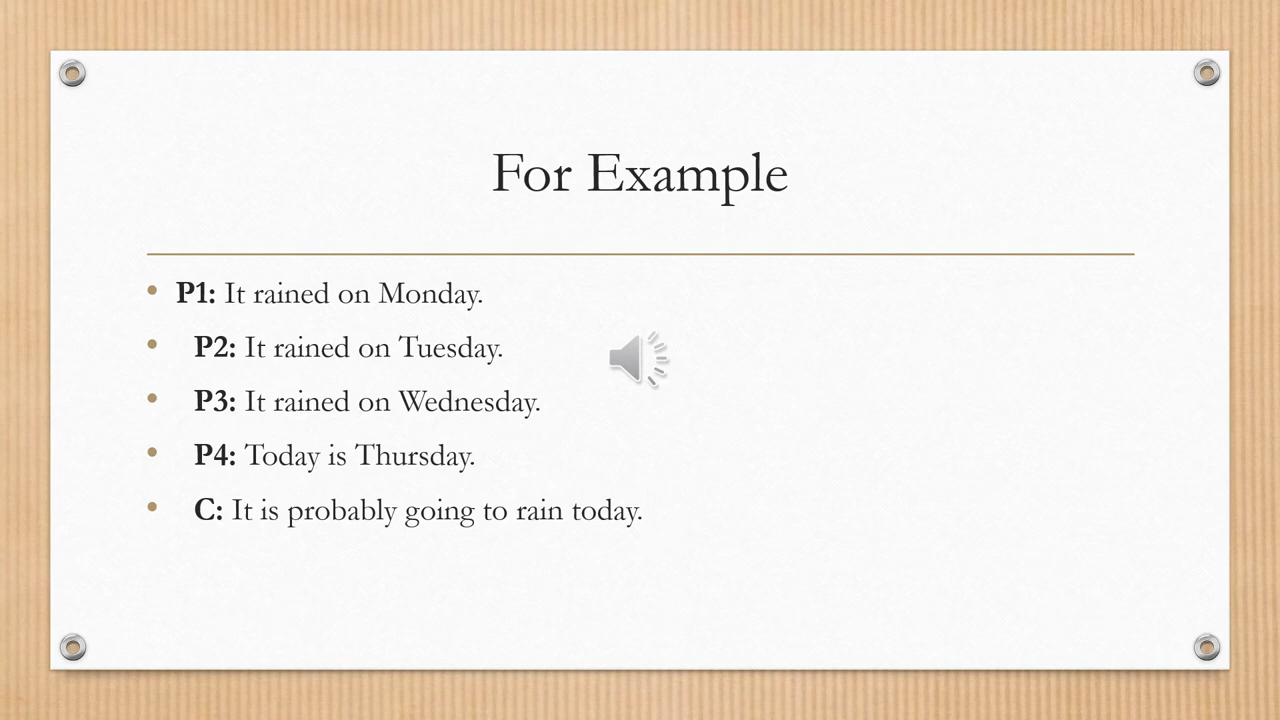 For Example
P1: It rained on Monday.
P2: It rained on Tuesday.
P3: It rained on Wednesday.
P4: Today is Thursday.
C: It is probably going to rain today.